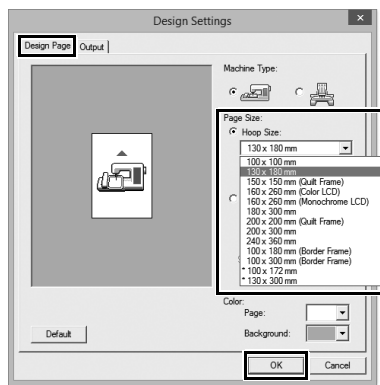 Design Settings
Design Page
Output
Machine Type:
Page Size:
Hoop Size:
130 x 180 mm
100 x 100 mm
130 x 180 mm
150 x 150 mm (Quilt Frame)
160 x 260 mm (Color LCD)
160 x 260 mm (Monochrome LCD)
180 x 300 mm
200 x 200 mm (Quilt Frame)
200 x 300 mm
240 x 360 mm
100 x 180 mm (Border Frame)
100 x 300 mm (Border Frame)
* 100 x 172 mm
* 130 x 300 mm
Color:
Page:
Background:
Default
OK
Cancel